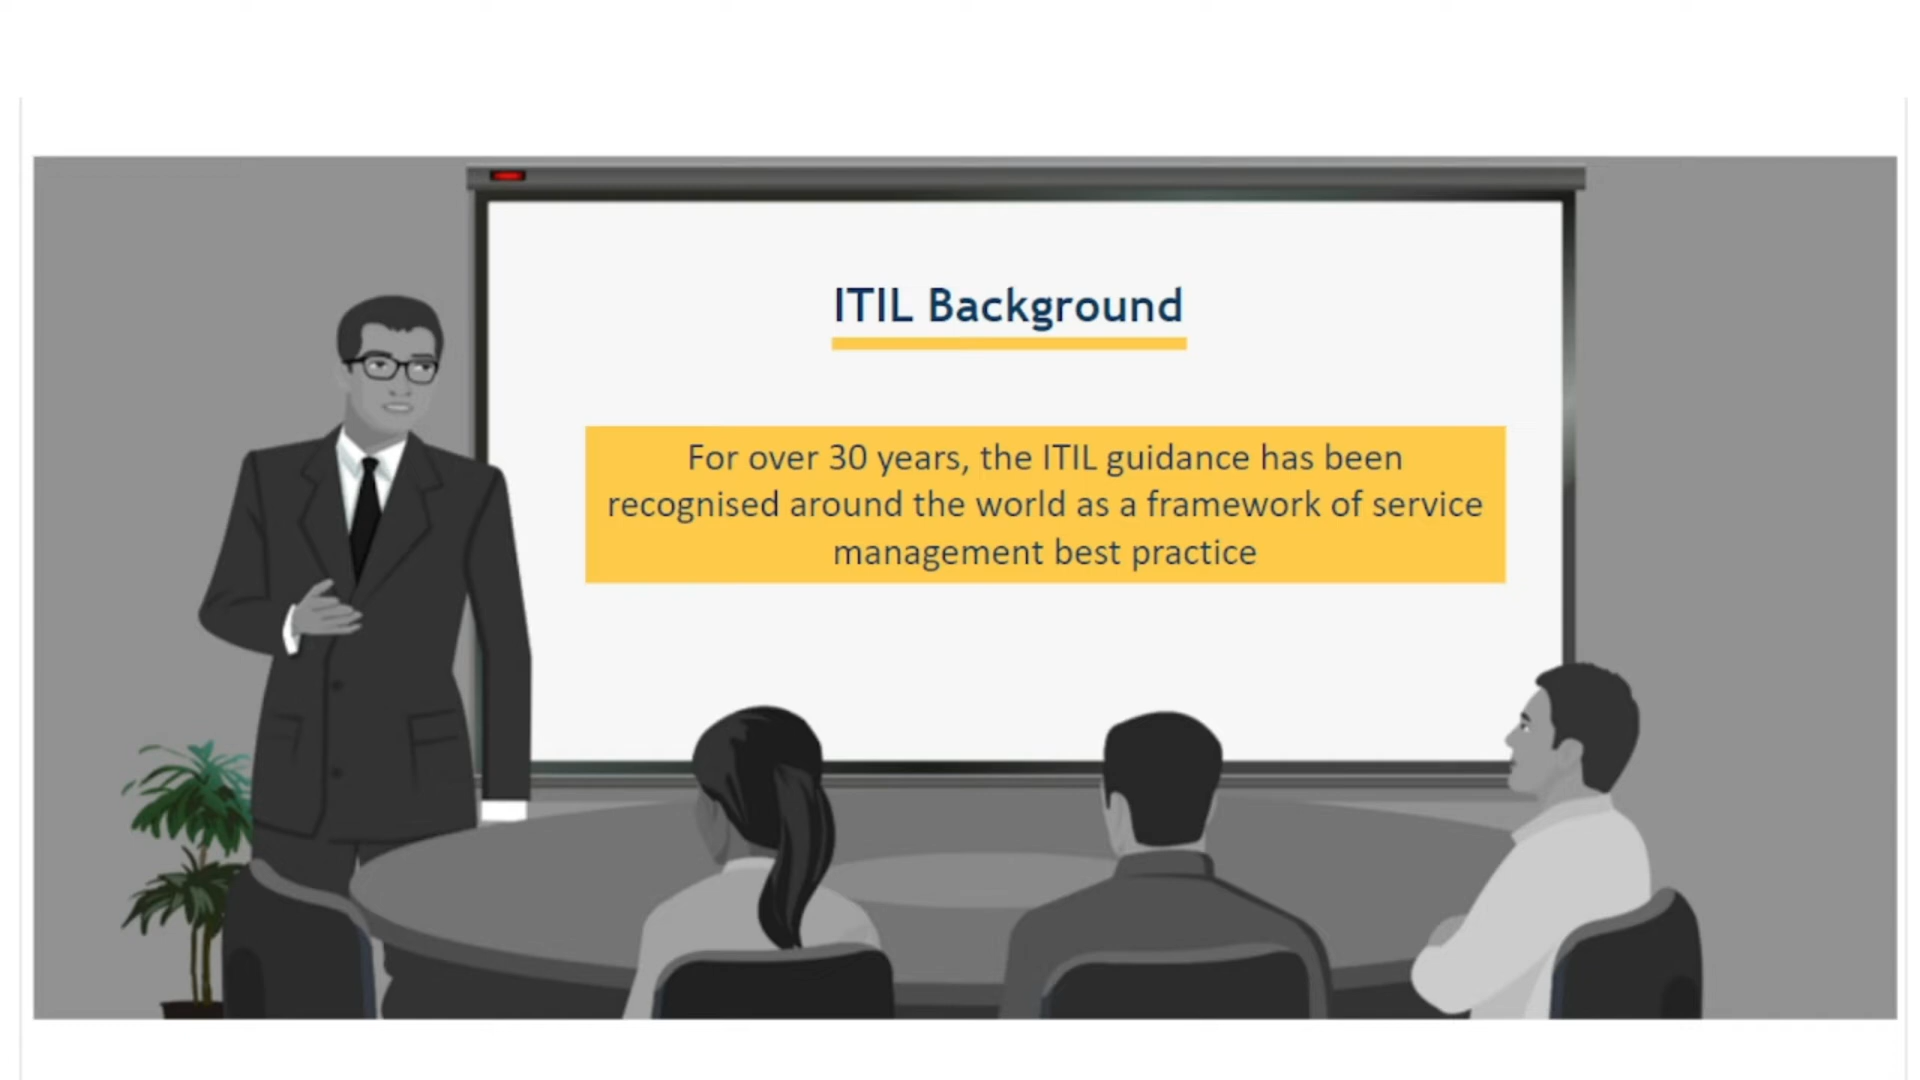 ITIL Background
For over 30 years, the ITIL guidance has been
recognised around the world as a framework of service
management best practice